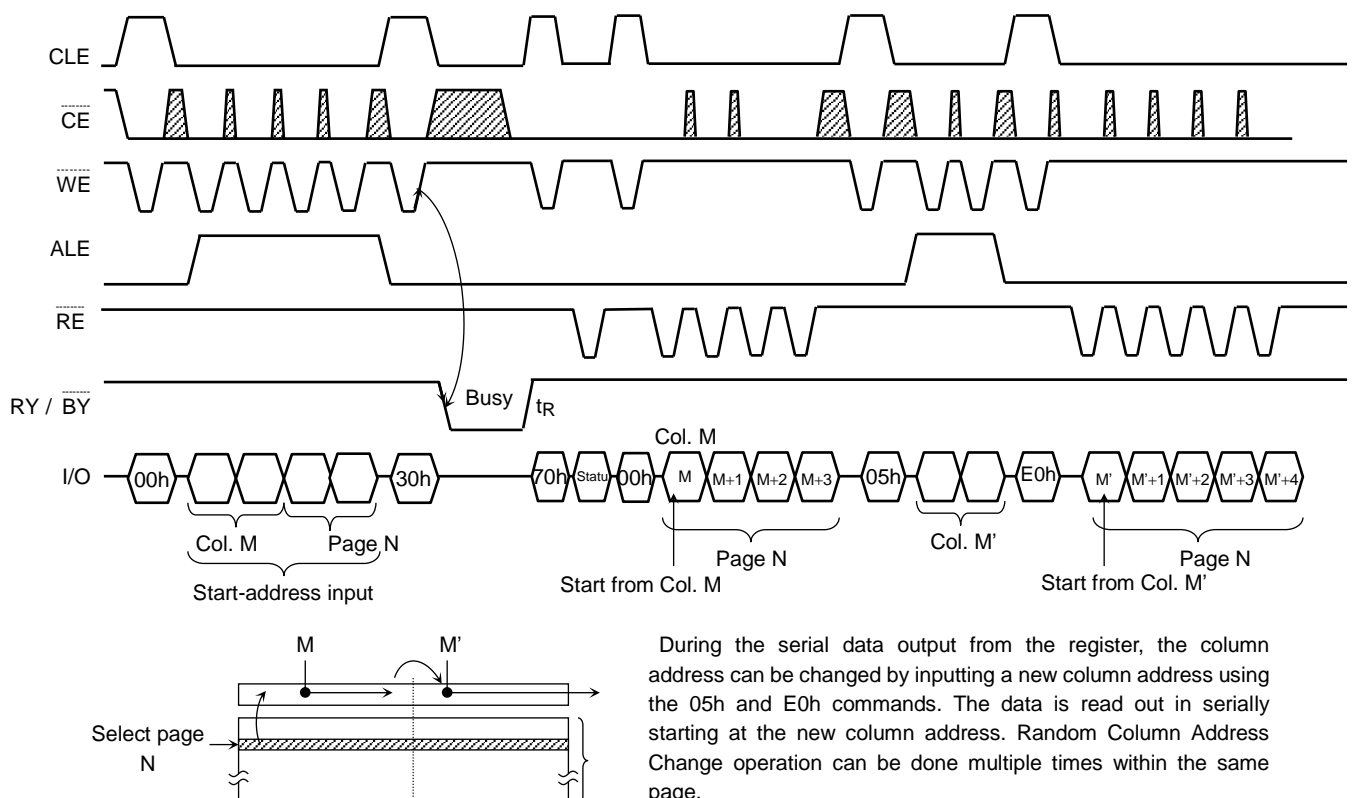 CLE
CE
WE
ALE
RE
RY / BY
Busy
tR
Col. M
I/O
00h
30h
70h
Statu
00h
M
M+1
M+2
M+3
05h
E0h
M'
M'+1
M'+2
M'+3
M'+4
Col. M
Page N
Page N
Col. M'
Page N
Start-address input
Start from Col. M
Start from Col. M'
M
M'
Select page
N
During the serial data output from the register, the column
address can be changed by inputting a new column address using
the 05h and E0h commands. The data is read out in serially
starting at the new column address. Random Column Address
Change operation can be done multiple times within the same
page.